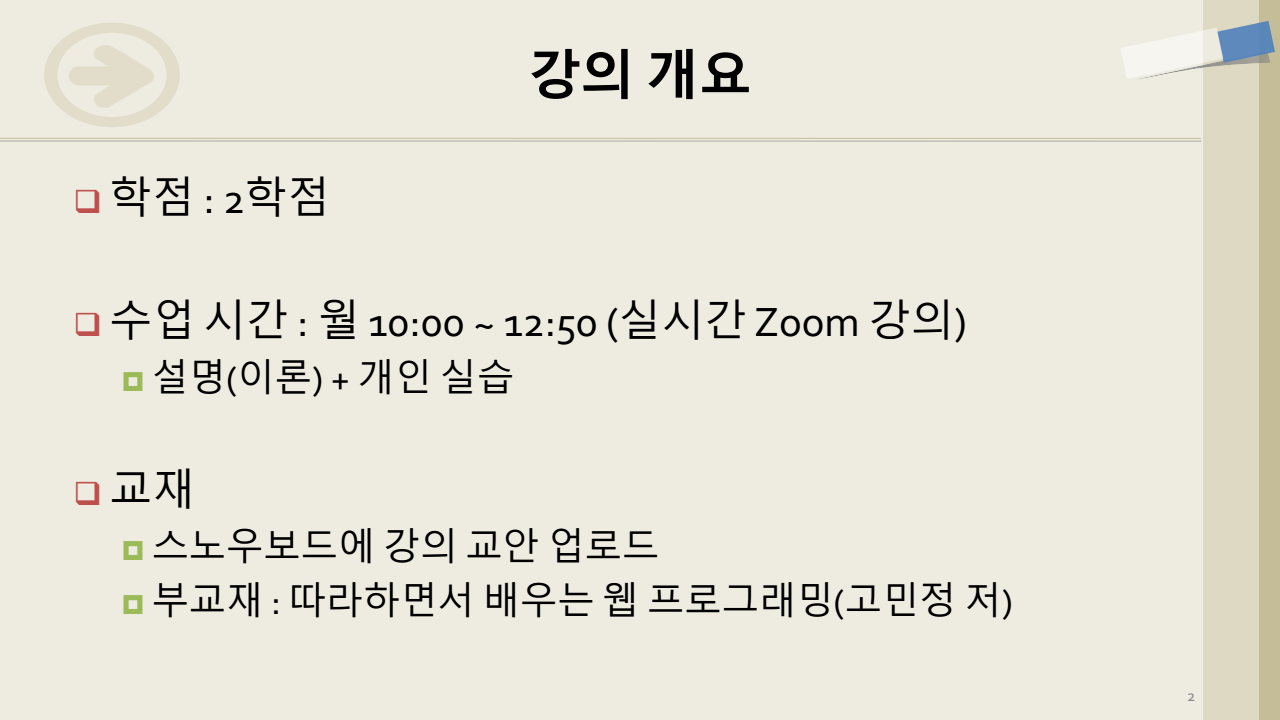 강의 개요
학점 : 2학점
수업 시간 : 월 10:00 ~ 12:50 (실시간 Zoom 강의)
설명(이론) + 개인 실습
교재
스노우보드에 강의 교안 업로드
부교재 : 따라하면서 배우는 웹 프로그래밍(고민정 저)
2